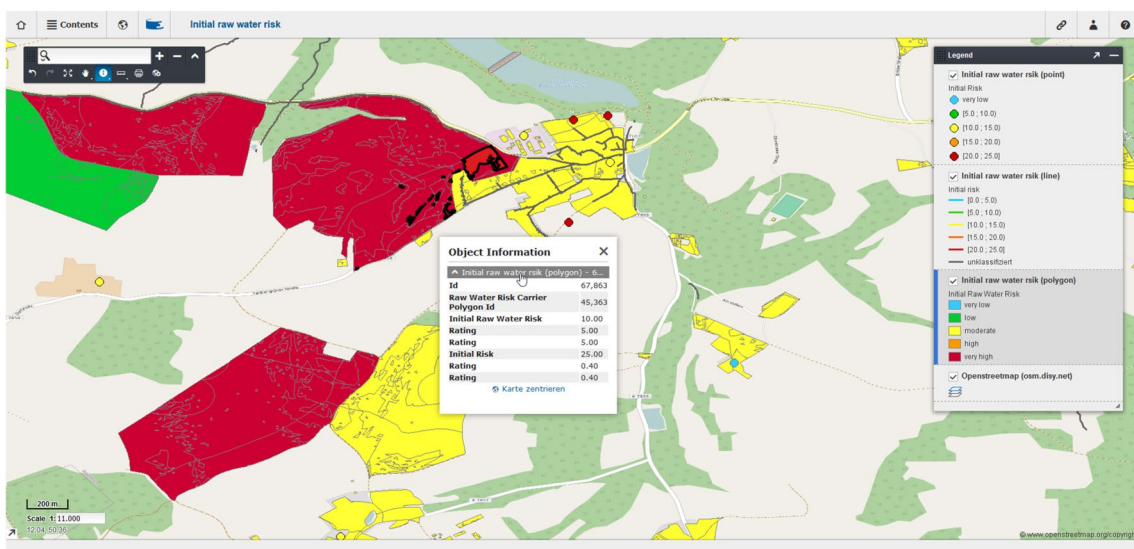 Contents
Initial raw water risk
Legend
Initial raw water rsik (point)
Initial Risk
very low
[5.0 ; 10.0)
[10.0 ; 15.0)
[15.0 ; 20.0)
[20.0 ; 25.0]
Initial raw water rsik (line)
Initial risk
[0.0 ; 5.0)
[5.0 ; 10.0)
[10.0 ; 15.0)
[15.0 ; 20.0)
[20.0 ; 25.0]
unklassifiziert
Initial raw water rsik (polygon)
Initial Raw Water Risk
very low
low
moderate
high
very high
Openstreetmap (osm.disy.net)
Object Information
Initial raw water rsik (polygon) - 6...
Id 67,863
Raw Water Risk Carrier
Polygon Id 45,363
Initial Raw Water Risk 10.00
Rating 5.00
Rating 5.00
Initial Risk 25.00
Rating 0.40
Rating 0.40
Karte zentrieren
200 m
Scale 1: 11.000
12.04, 50.36
© www.openstreetmap.org/copyrigh